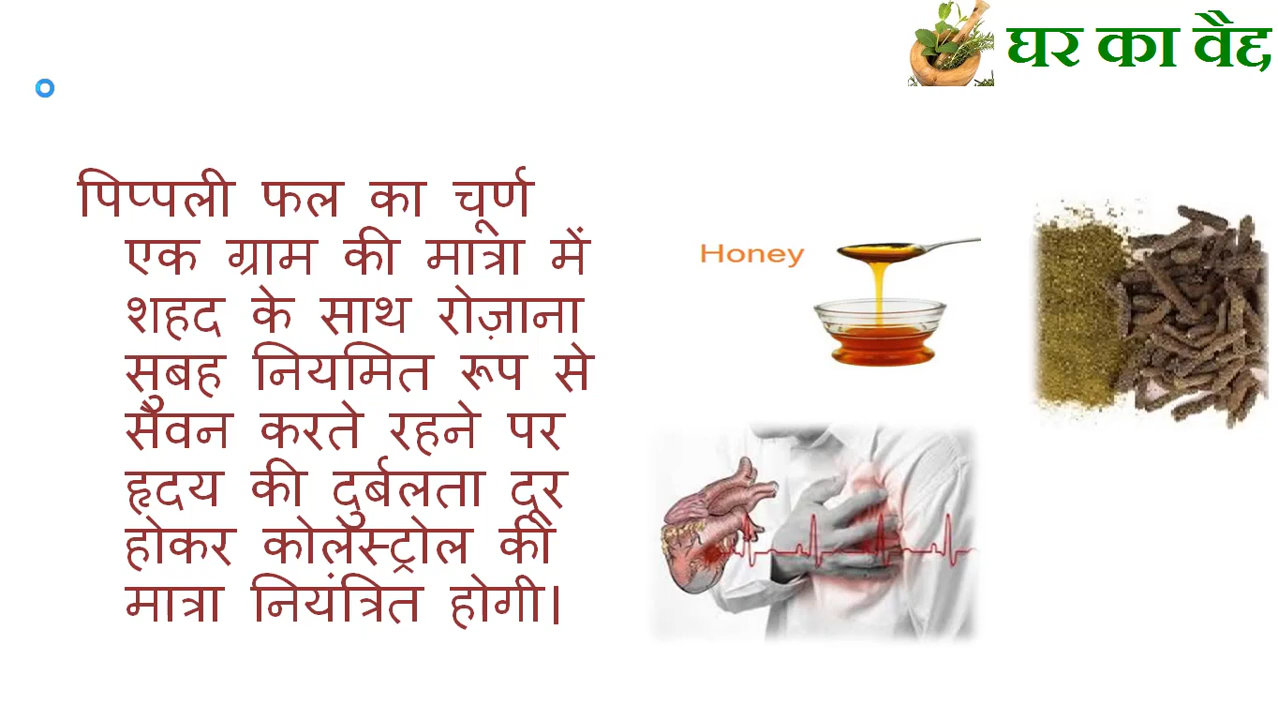 घर का वैद्द
पिप्पली फल का चूर्ण
एक ग्राम की मात्रा में
शहद के साथ रोज़ाना
सुबह नियमित रूप से
सेवन करते रहने पर
हृदय की दुर्बलता दूर
होकर कोलेस्ट्रोल की
मात्रा नियंत्रित होगी।
Honey